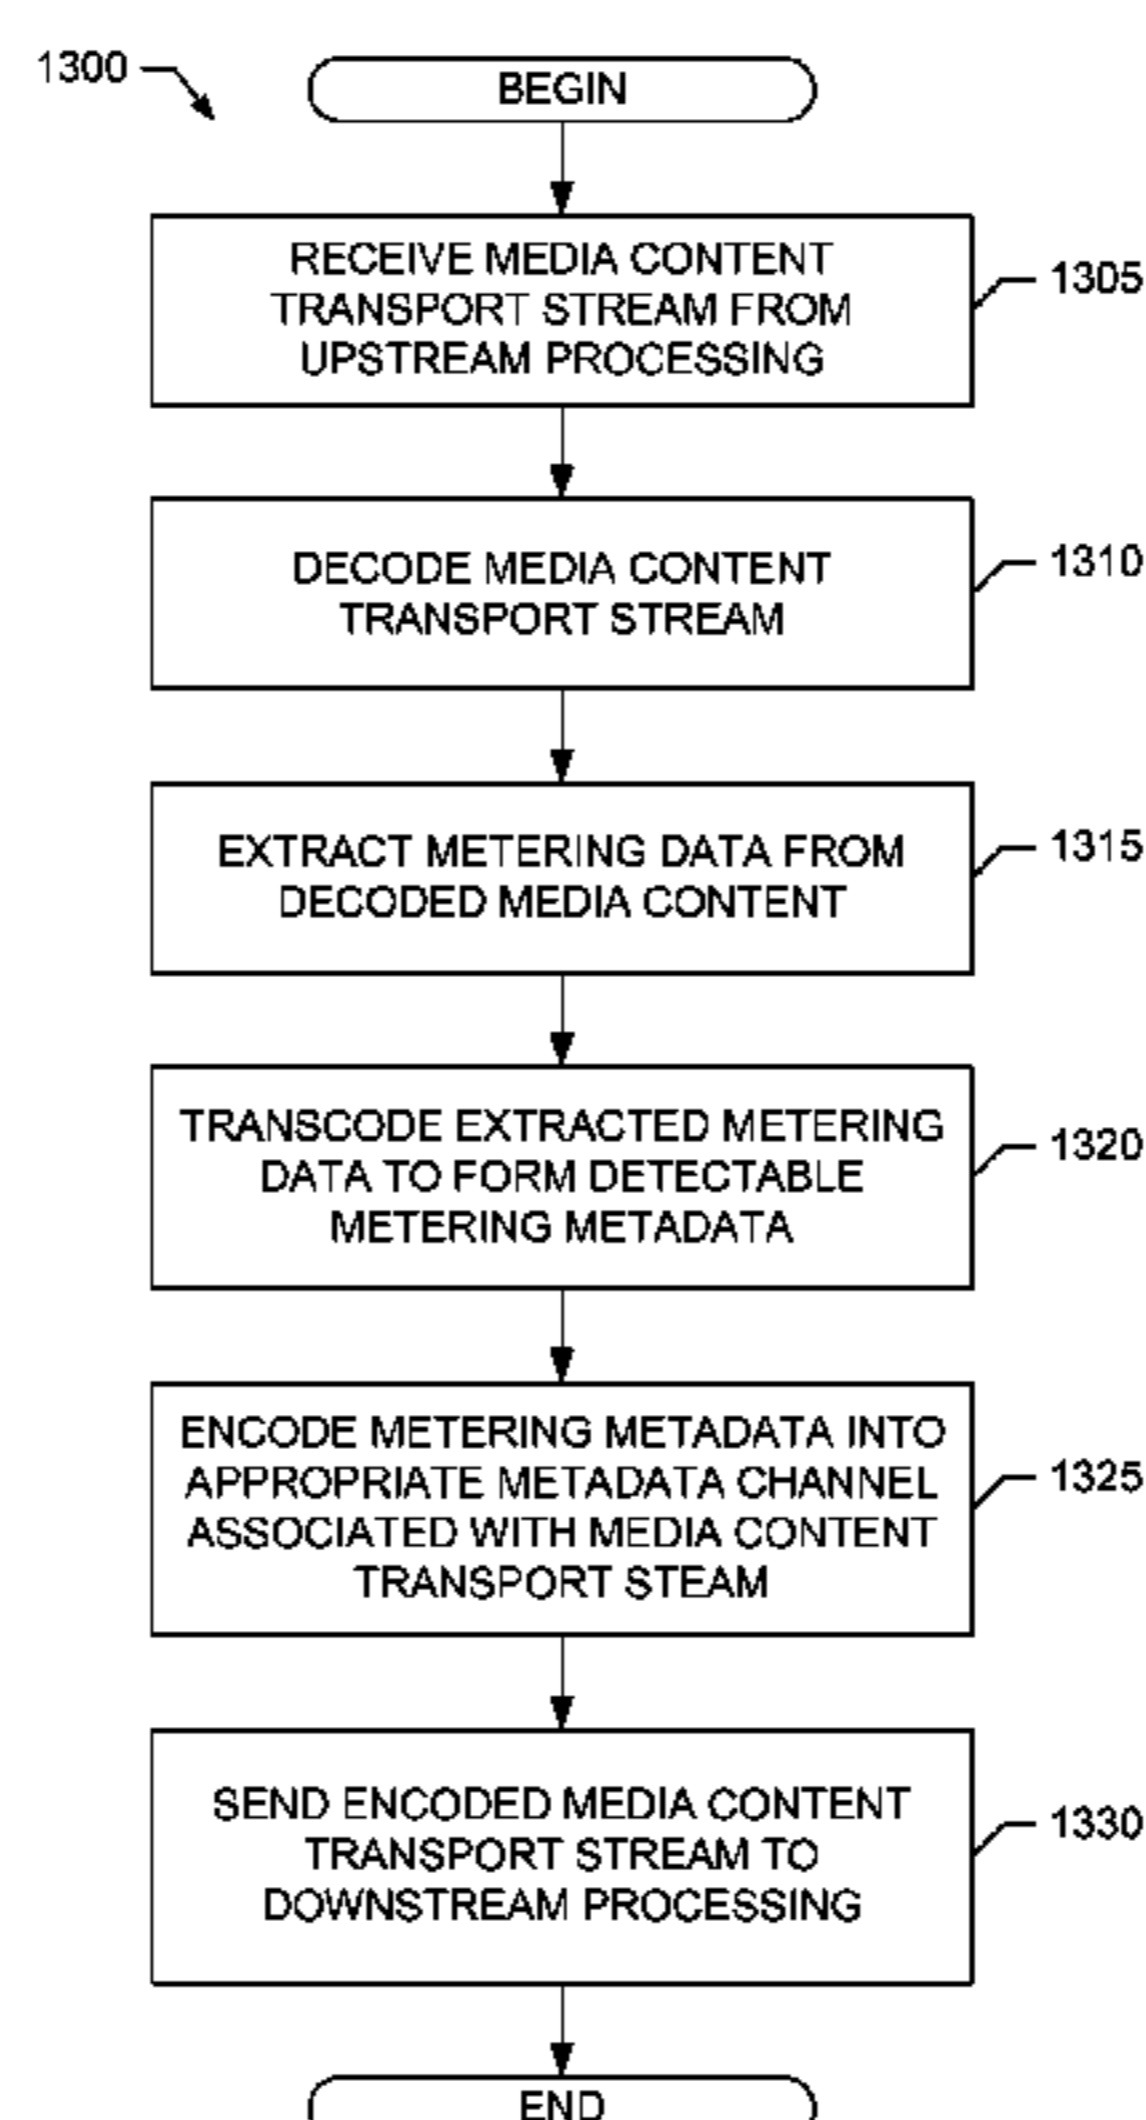 1300
BEGIN
RECEIVE MEDIA CONTENT
TRANSPORT STREAM FROM
UPSTREAM PROCESSING
1305
DECODE MEDIA CONTENT
TRANSPORT STREAM
1310
EXTRACT METERING DATA FROM
DECODED MEDIA CONTENT
1315
TRANSCODE EXTRACTED METERING
DATA TO FORM DETECTABLE
METERING METADATA
1320
ENCODE METERING METADATA INTO
APPROPRIATE METADATA CHANNEL
ASSOCIATED WITH MEDIA CONTENT
TRANSPORT STEAM
1325
SEND ENCODED MEDIA CONTENT
TRANSPORT STREAM TO
DOWNSTREAM PROCESSING
1330
END